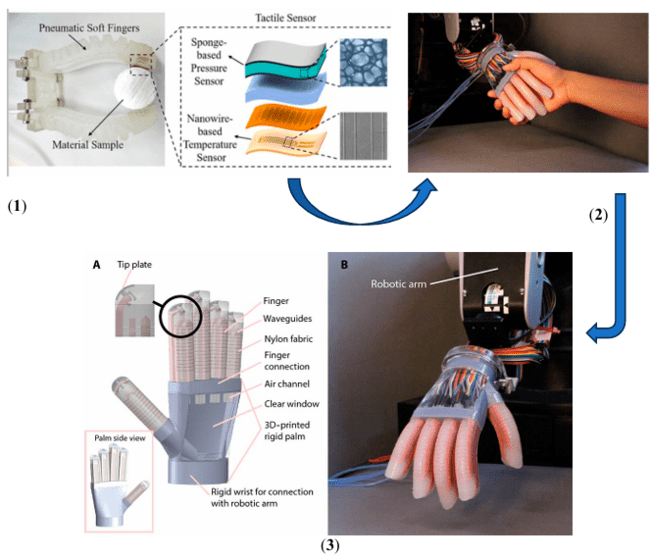 Pneumatic Soft Fingers
Material Sample
Tactile Sensor
Sponge-
based
Pressure
Sensor
Nanowire-
based
Temperature
Sensor
(1)
(2)
A
Tip plate
Finger
Waveguides
Nylon fabric
Finger
connection
Air channel
Clear window
3D-printed
rigid palm
Rigid wrist for connection
with robotic arm
Palm side view
B
Robotic arm
(3)